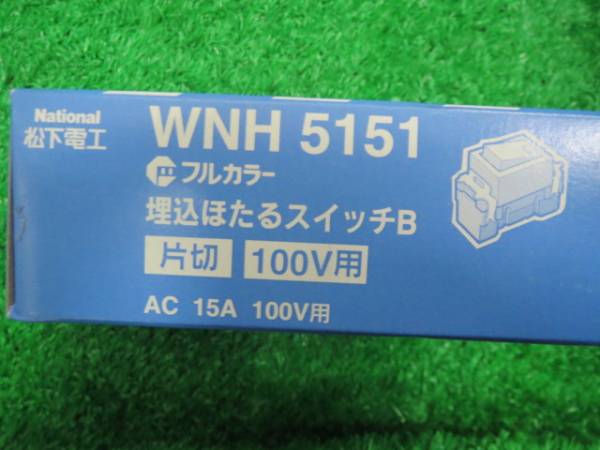 National
松下電工
WNH 5151
フルカラー
埋込ほたるスイッチB
片切 100V用
AC 15A 100V用